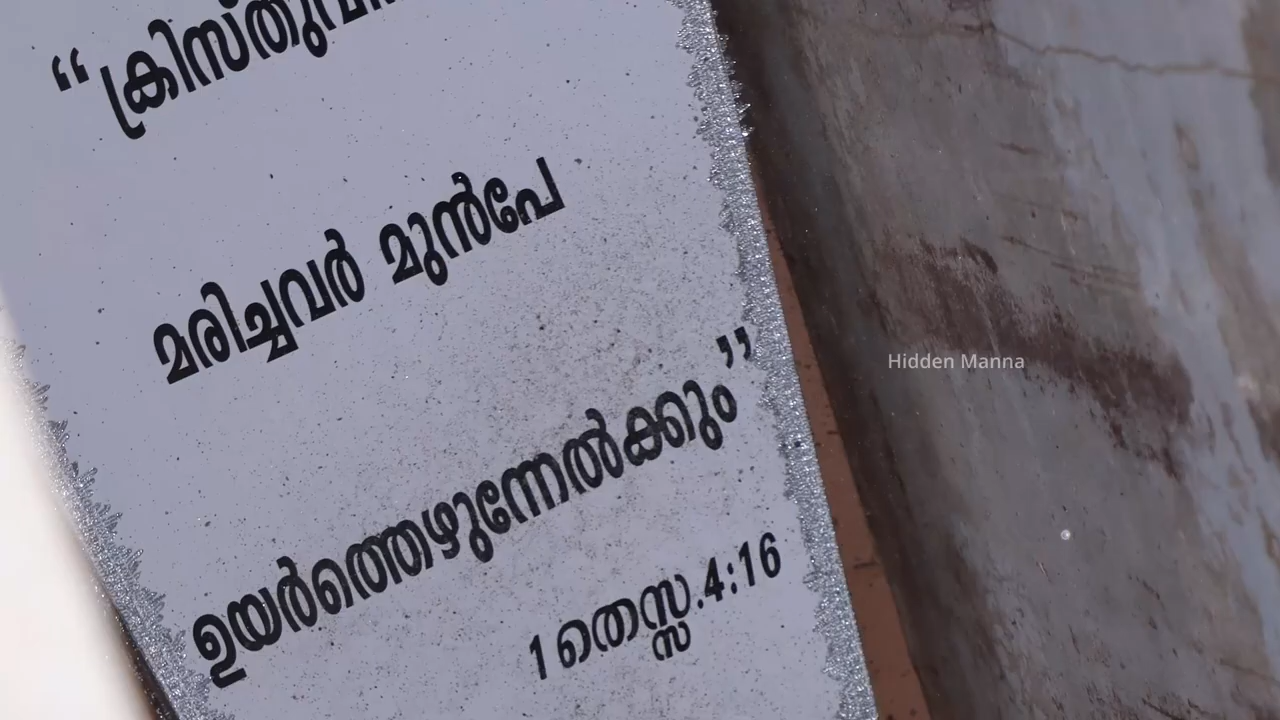 “ക്രിസ്തുവി
മരിച്ചവർ മുൻപേ
ഉയർത്തെഴുന്നേൽക്കും”
1 തെസ്സ.4:16
Hidden Manna